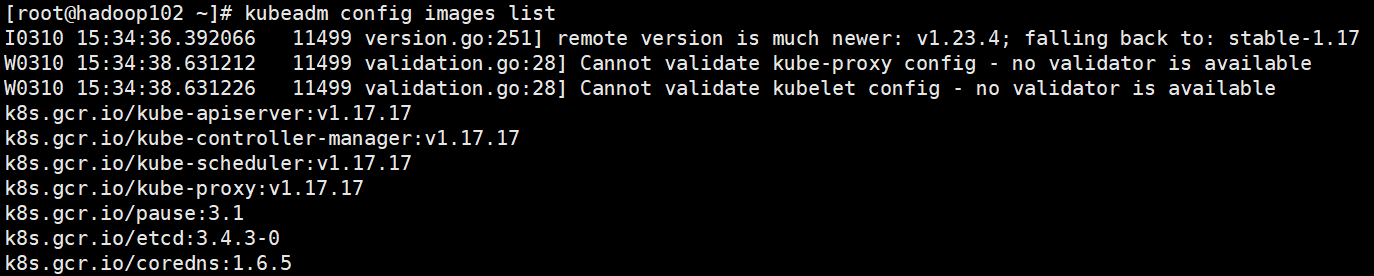 [root@hadoop102 ~]# kubeadm config images list
I0310 15:34:36.392066   11499 version.go:251] remote version is much newer: v1.23.4; falling back to: stable-1.17
W0310 15:34:38.631212   11499 validation.go:28] Cannot validate kube-proxy config - no validator is available
W0310 15:34:38.631226   11499 validation.go:28] Cannot validate kubelet config - no validator is available
k8s.gcr.io/kube-apiserver:v1.17.17
k8s.gcr.io/kube-controller-manager:v1.17.17
k8s.gcr.io/kube-scheduler:v1.17.17
k8s.gcr.io/kube-proxy:v1.17.17
k8s.gcr.io/pause:3.1
k8s.gcr.io/etcd:3.4.3-0
k8s.gcr.io/coredns:1.6.5